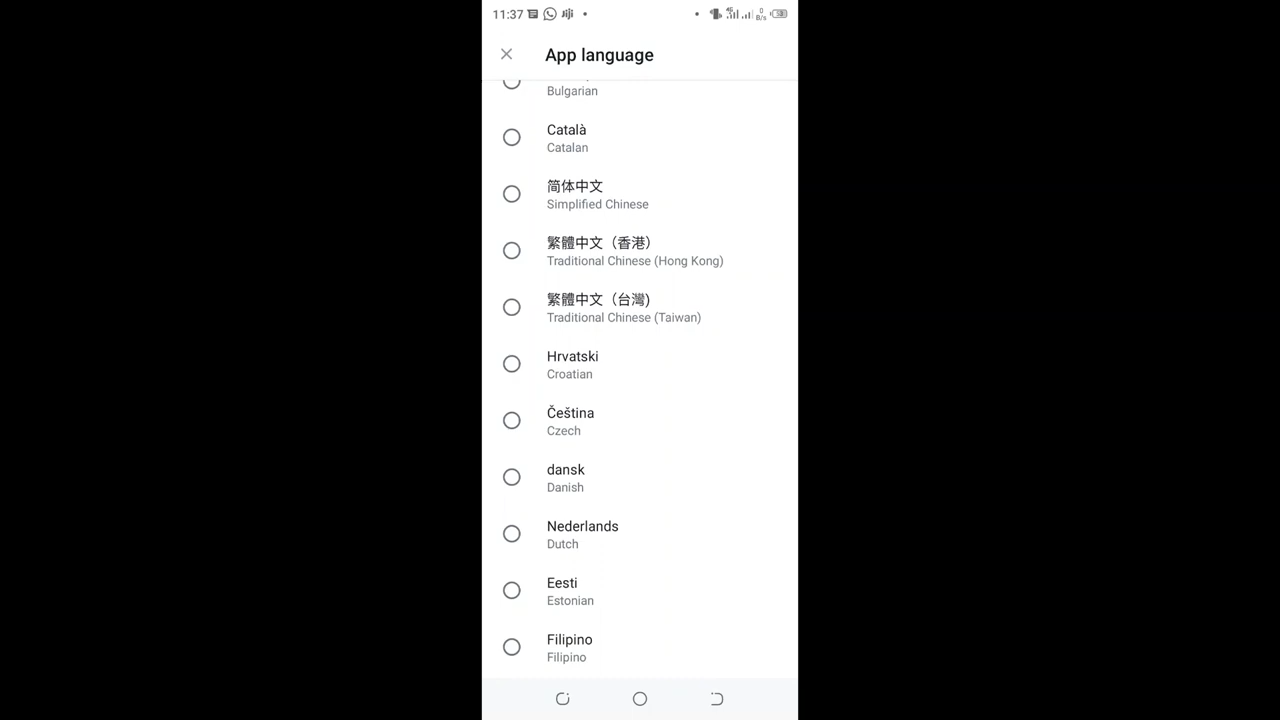 11:37
B/s
App language
Bulgarian
Català
Catalan
简体中文
Simplified Chinese
繁體中文（香港）
Traditional Chinese (Hong Kong)
繁體中文（台灣)
Traditional Chinese (Taiwan)
Hrvatski
Croatian
Čeština
Czech
dansk
Danish
Nederlands
Dutch
Eesti
Estonian
Filipino
Filipino